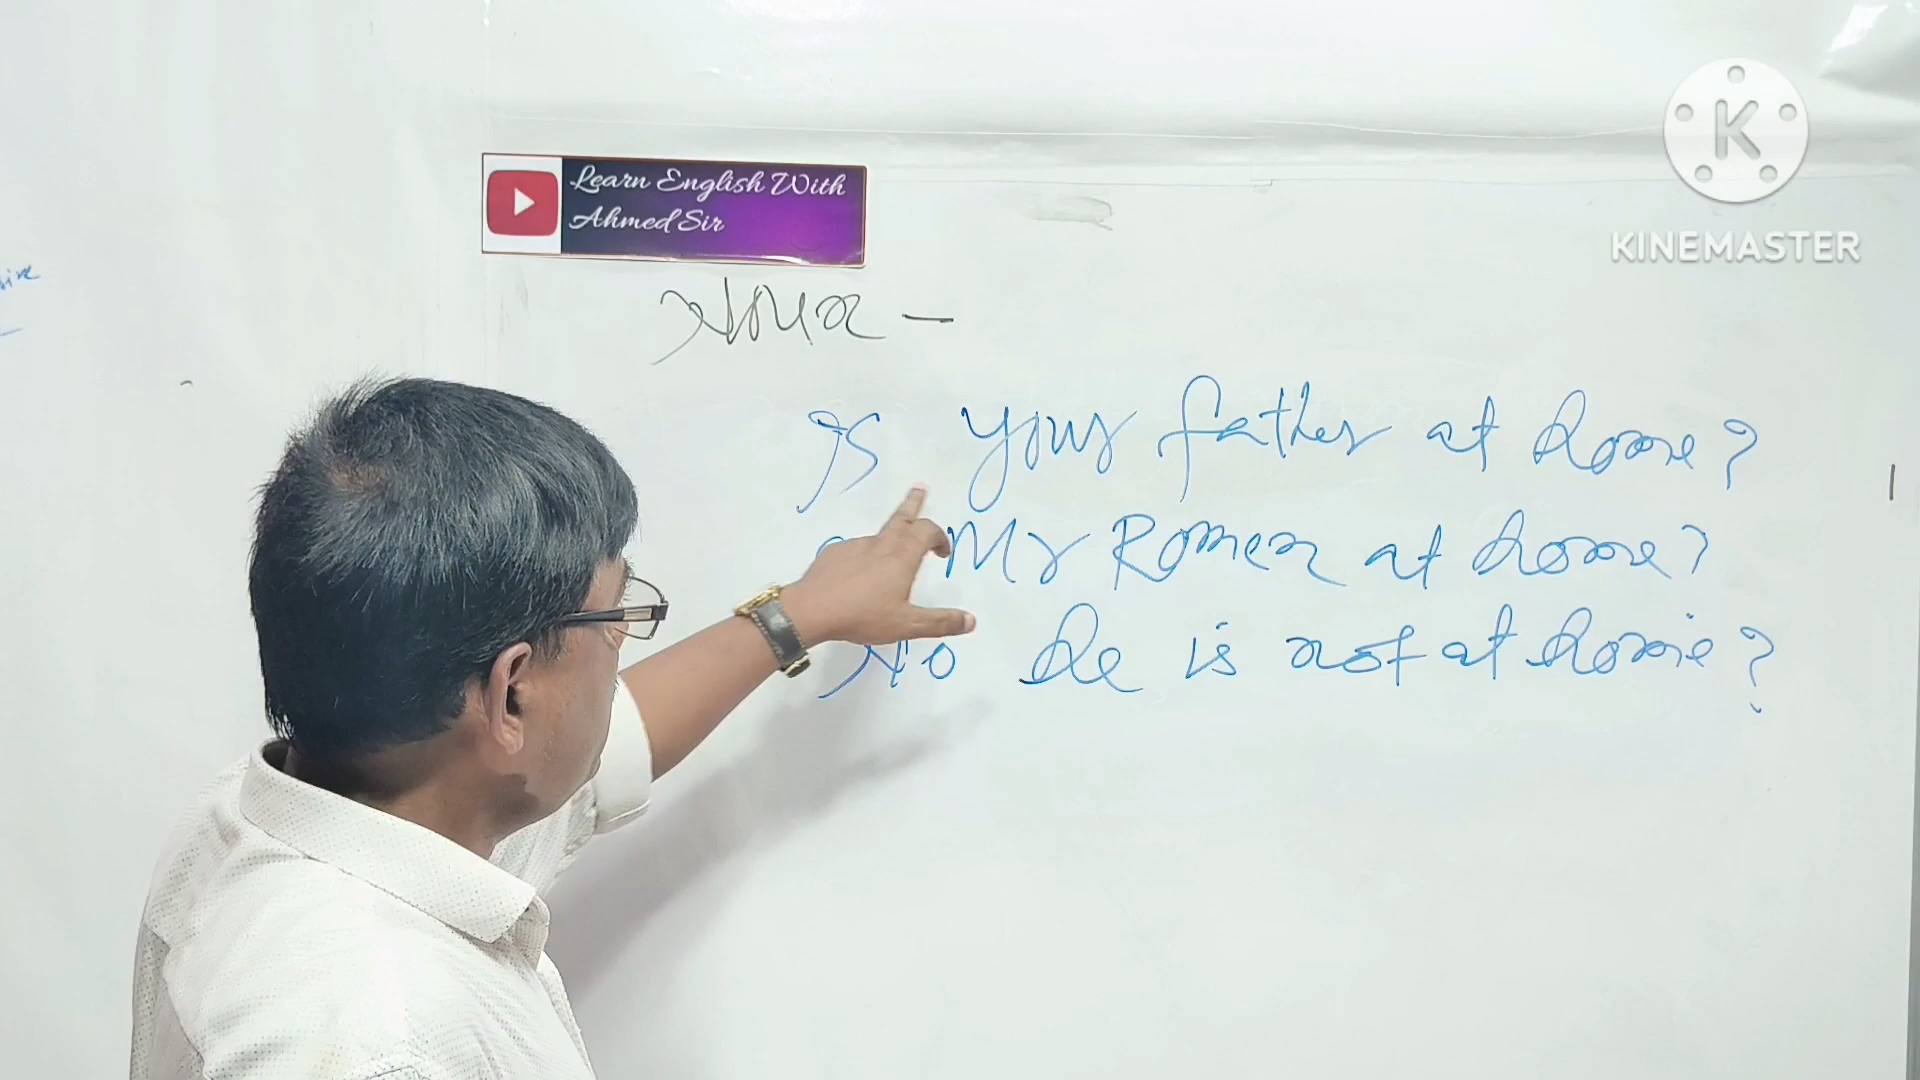 Learn English With
Ahmed Sir
KINEMASTER
Is your father at home?
Mr Romen at home?
No he is not at home?